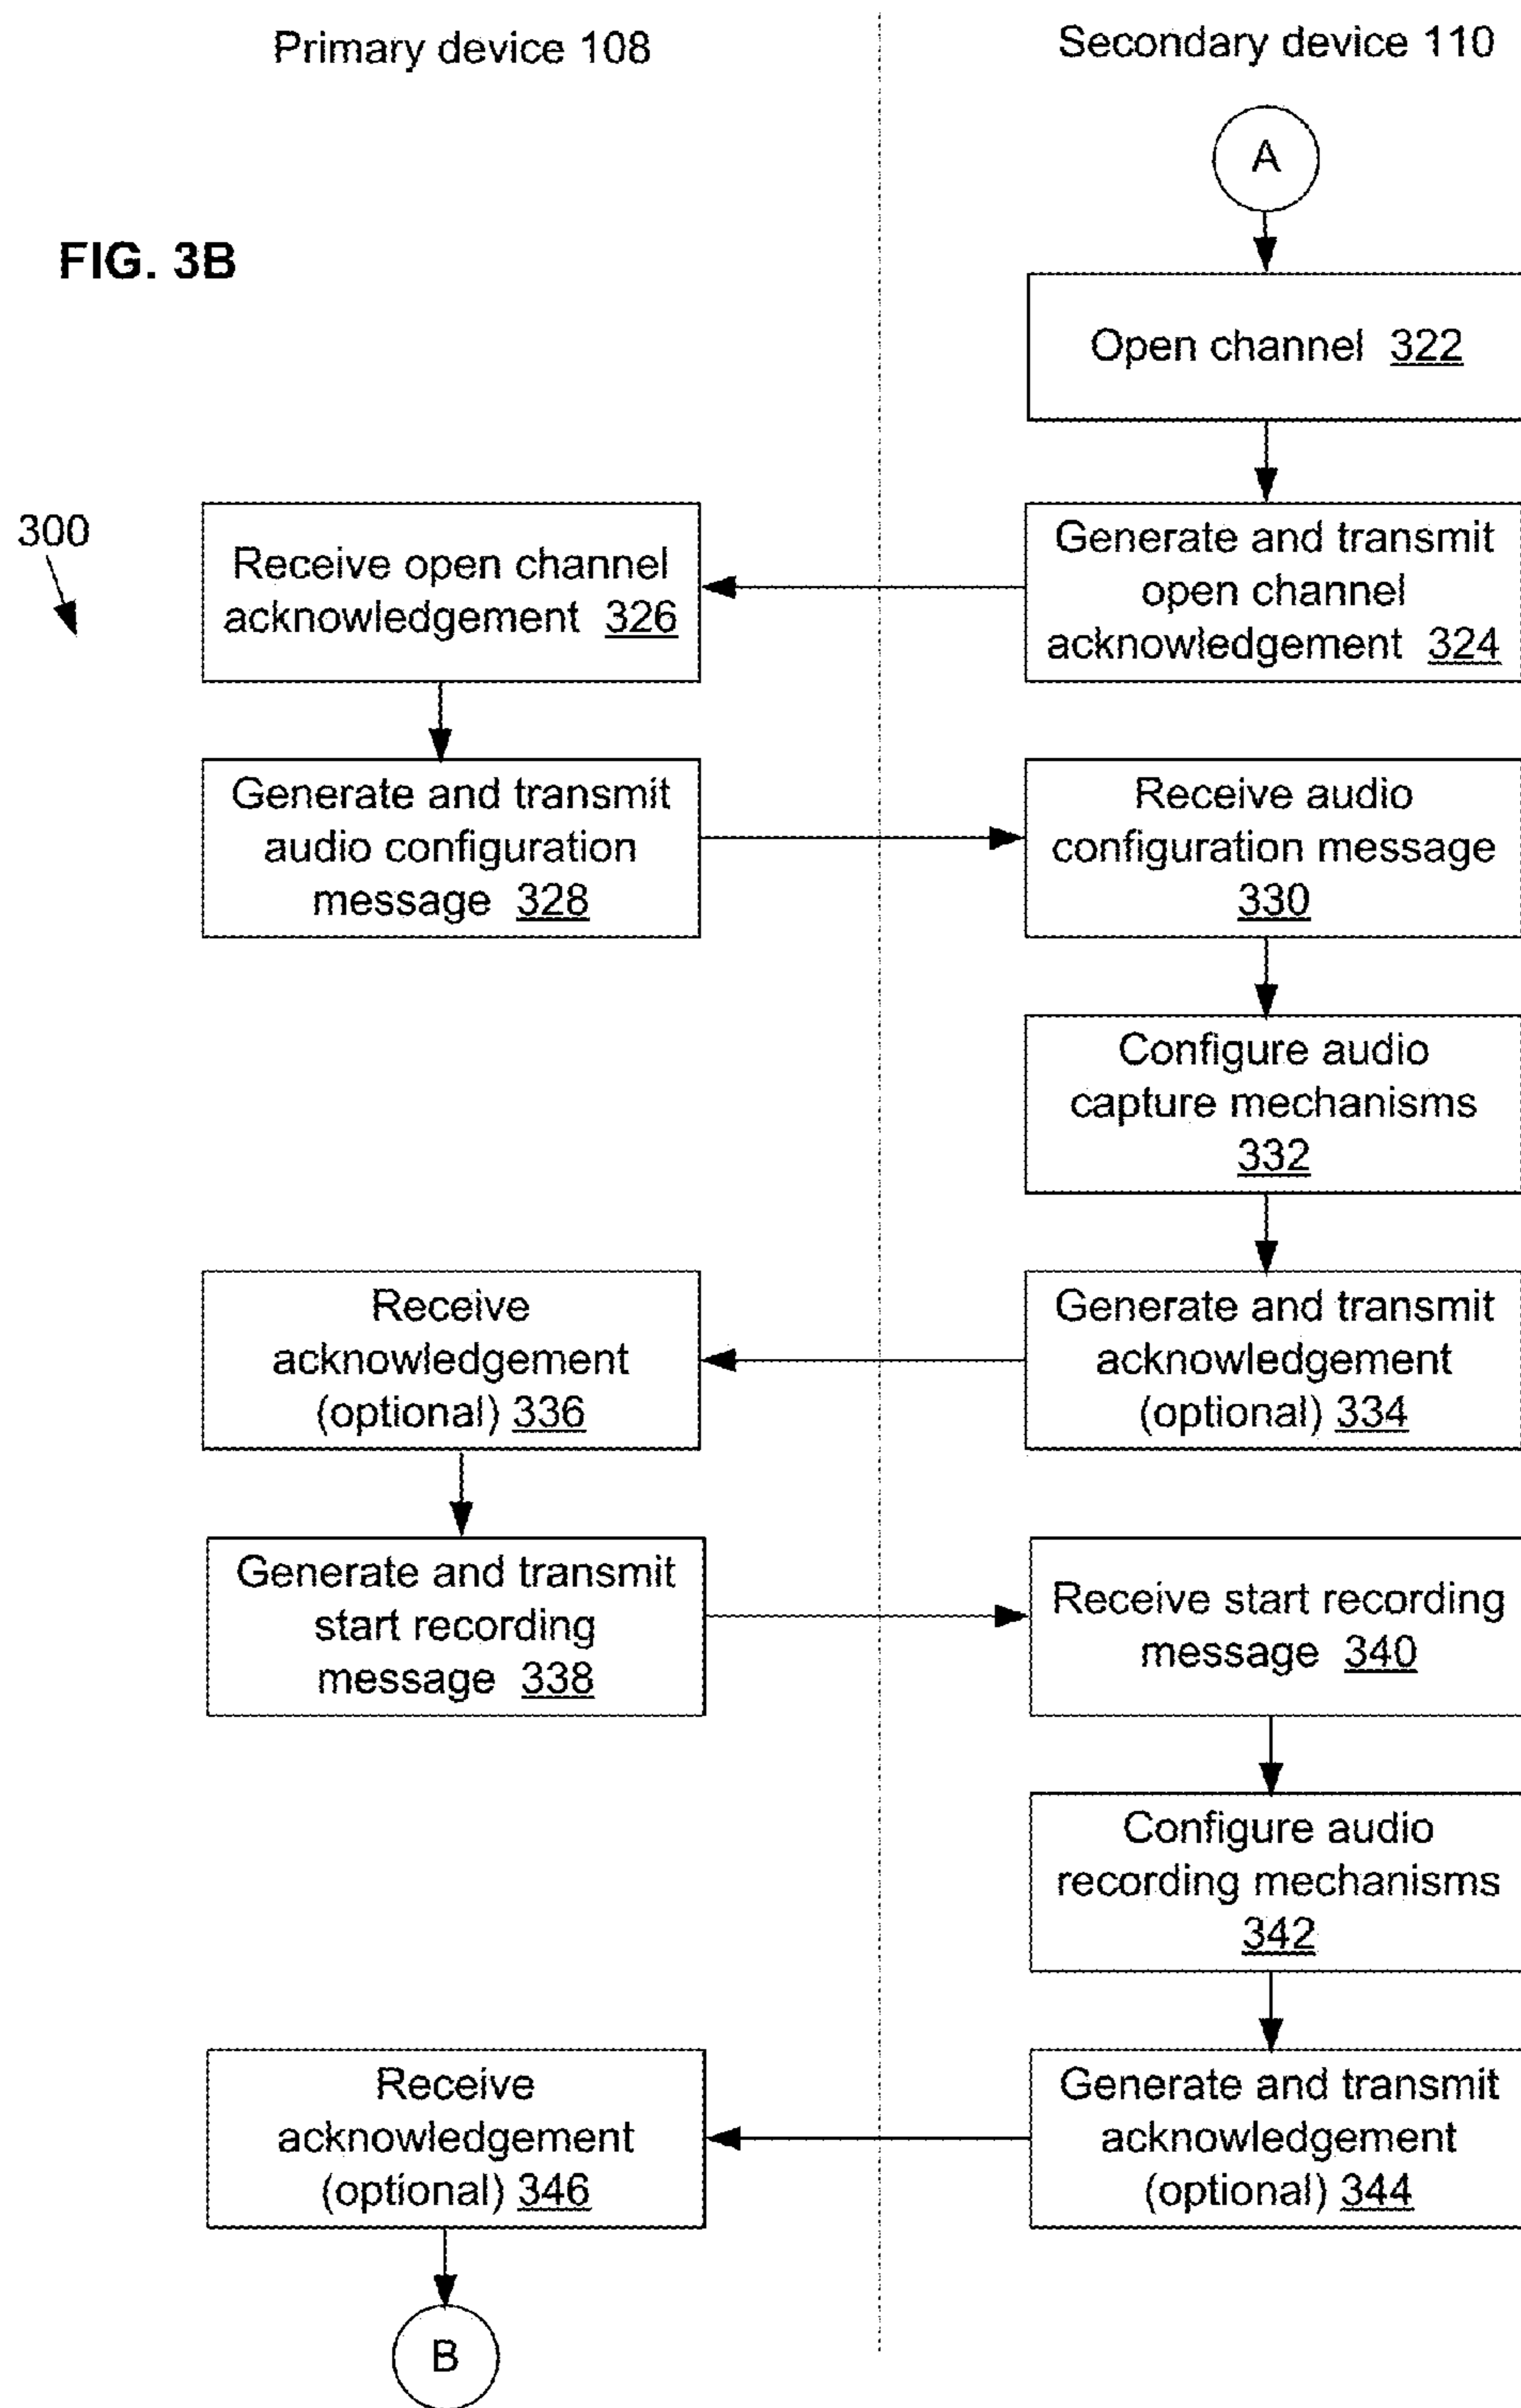 Primary device 108
Secondary device 110
A
FIG. 3B
Open channel 322
300
Receive open channel
acknowledgement 326
Generate and transmit
open channel
acknowledgement 324
Generate and transmit
audio configuration
message 328
Receive audio
configuration message
330
Configure audio
capture mechanisms
332
Receive
acknowledgement
(optional) 336
Generate and transmit
acknowledgement
(optional) 334
Generate and transmit
start recording
message 338
Receive start recording
message 340
Configure audio
recording mechanisms
342
Receive
acknowledgement
(optional) 346
Generate and transmit
acknowledgement
(optional) 344
B